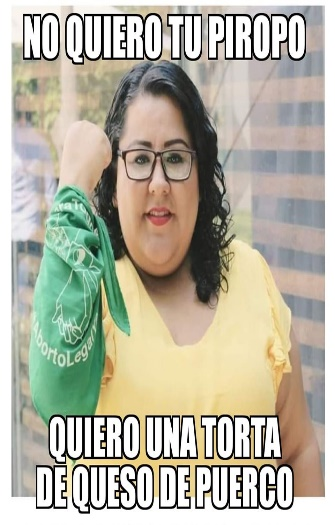 NO QUIERO TU PIROPO
AbortoLegal
QUIERO UNA TORTA
DE QUESO DE PUERCO